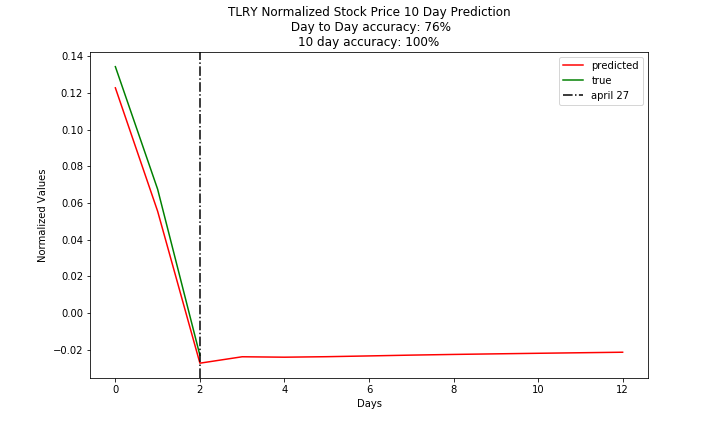 TLRY Normalized Stock Price 10 Day Prediction
Day to Day accuracy: 76%
10 day accuracy: 100%
predicted
true
april 27
Normalized Values
0.14
0.12
0.10
0.08
0.06
0.04
0.02
0.00
−0.02
0
2
4
6
8
10
12
Days